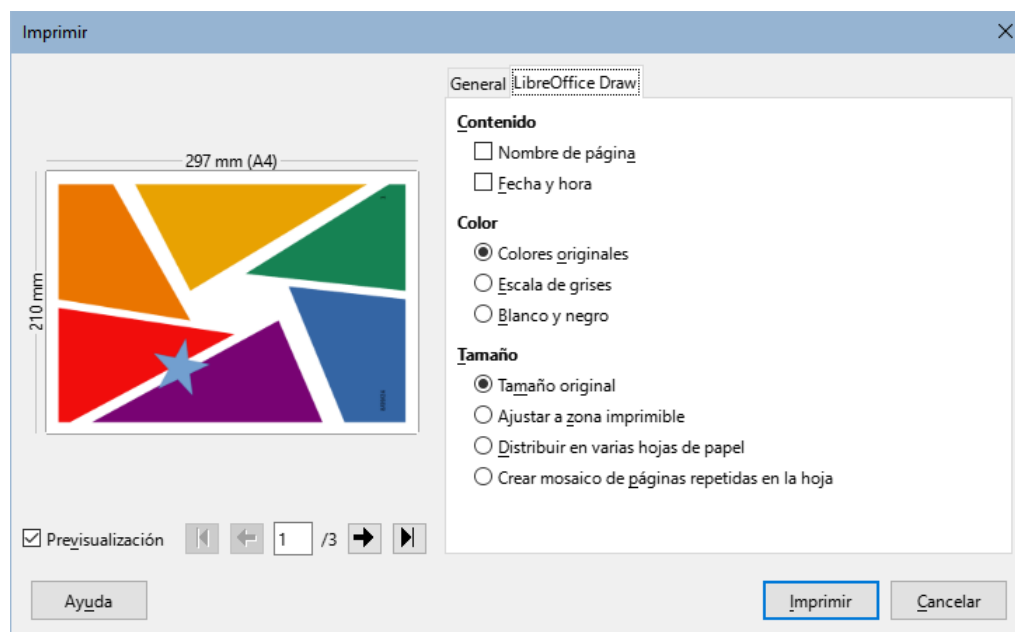 Imprimir
General
LibreOffice Draw
297 mm (A4)
210 mm
Contenido
Nombre de página
Fecha y hora
Color
Colores originales
Escala de grises
Blanco y negro
Tamaño
Tamaño original
Ajustar a zona imprimible
Distribuir en varias hojas de papel
Crear mosaico de páginas repetidas en la hoja
Previsualización
1 /3
Ayuda
Imprimir
Cancelar